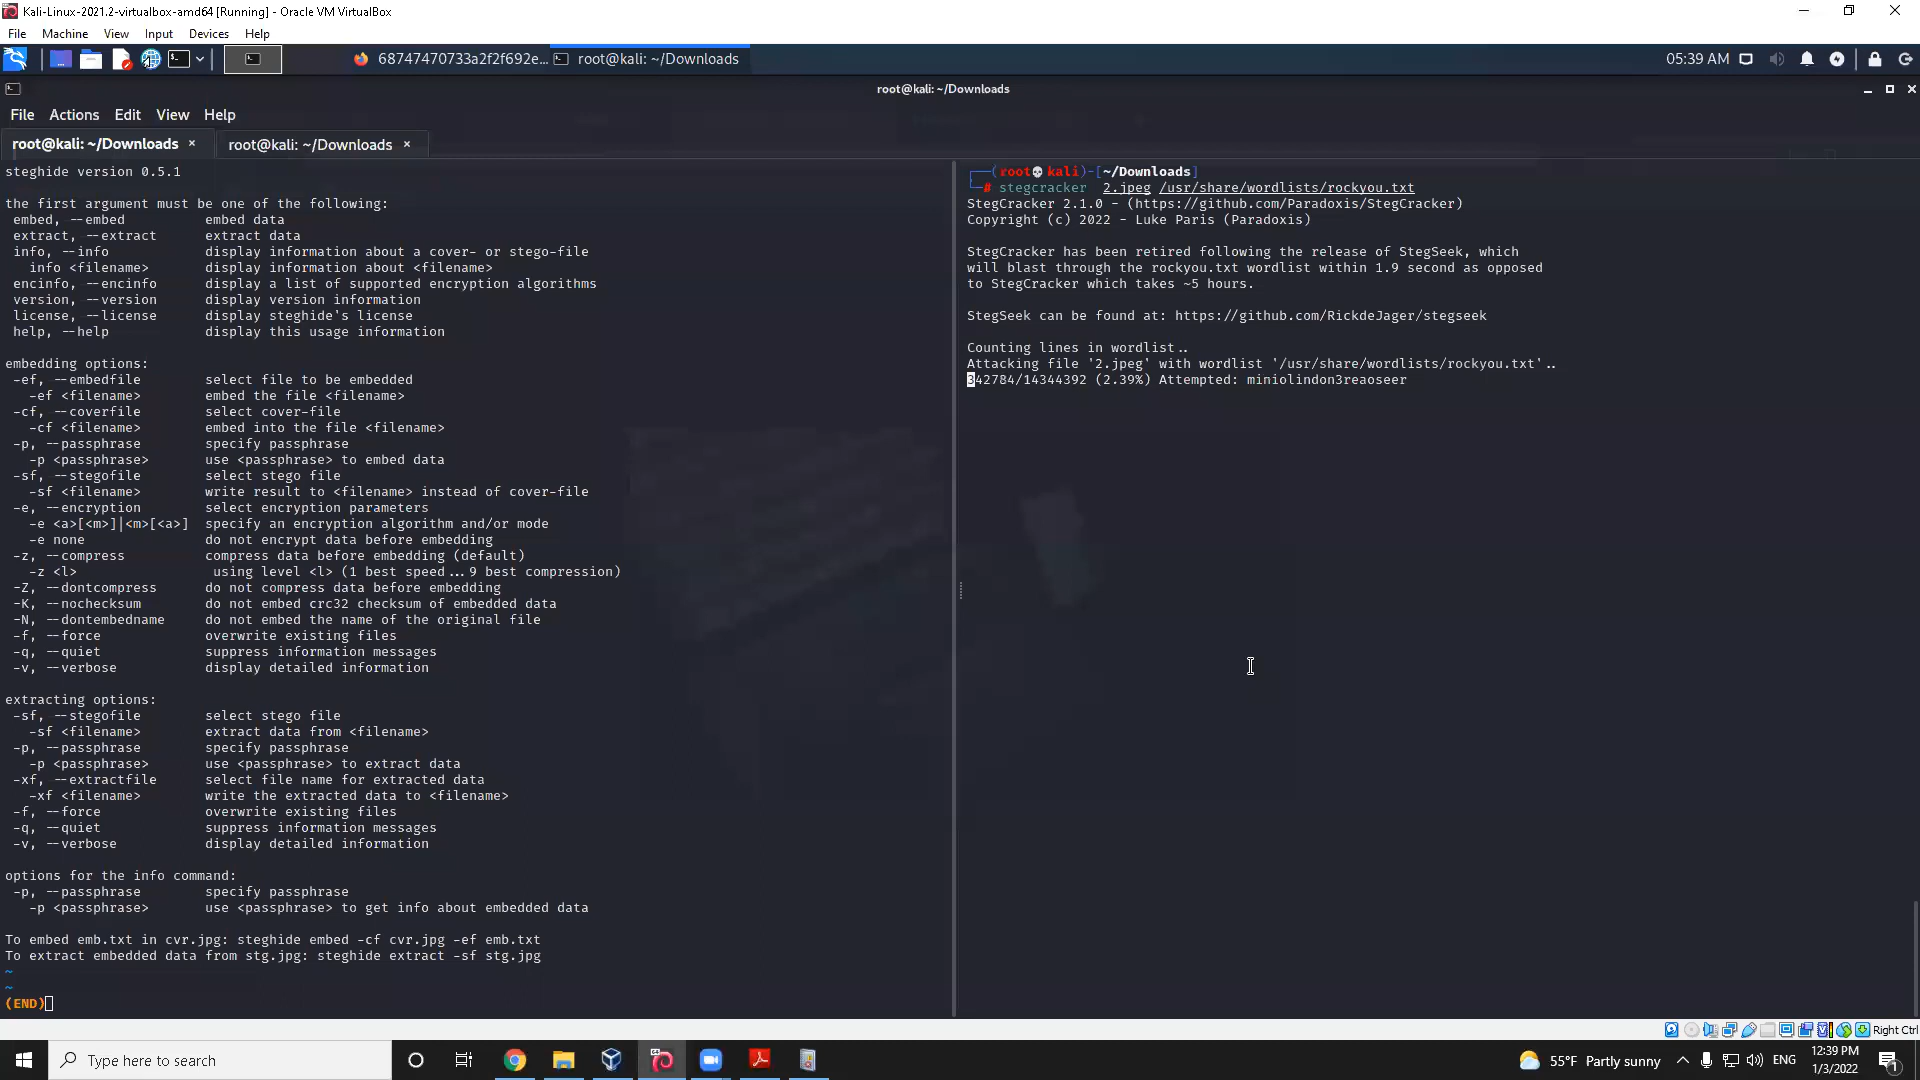 Kali-Linux-2021.2-virtualbox-amd64 [Running] - Oracle VM VirtualBox
File Machine View Input Devices Help
68747470733a2f2f692e... root@kali: ~/Downloads 05:39 AM
root@kali: ~/Downloads
File Actions Edit View Help
root@kali: ~/Downloads × root@kali: ~/Downloads ×
steghide version 0.5.1
the first argument must be one of the following:
embed, --embed embed data
extract, --extract extract data
info, --info display information about a cover- or stego-file
info <filename> display information about <filename>
encinfo, --encinfo display a list of supported encryption algorithms
version, --version display version information
license, --license display steghide's license
help, --help display this usage information
embedding options:
-ef, --embedfile select file to be embedded
-ef <filename> embed the file <filename>
-cf, --coverfile select cover-file
-cf <filename> embed into the file <filename>
-p, --passphrase specify passphrase
-p <passphrase> use <passphrase> to embed data
-sf, --stegofile select stego file
-sf <filename> write result to <filename> instead of cover-file
-e, --encryption select encryption parameters
-e <a>[<m>]|<m>[<a>] specify an encryption algorithm and/or mode
-e none do not encrypt data before embedding
-z, --compress compress data before embedding (default)
-z <l> using level <l> (1 best speed...9 best compression)
-Z, --dontcompress do not compress data before embedding
-K, --nochecksum do not embed crc32 checksum of embedded data
-N, --dontembedname do not embed the name of the original file
-f, --force overwrite existing files
-q, --quiet suppress information messages
-v, --verbose display detailed information
extracting options:
-sf, --stegofile select stego file
-sf <filename> extract data from <filename>
-p, --passphrase specify passphrase
-p <passphrase> use <passphrase> to extract data
-xf, --extractfile select file name for extracted data
-xf <filename> write the extracted data to <filename>
-f, --force overwrite existing files
-q, --quiet suppress information messages
-v, --verbose display detailed information
options for the info command:
-p, --passphrase specify passphrase
-p <passphrase> use <passphrase> to get info about embedded data
To embed emb.txt in cvr.jpg: steghide embed -cf cvr.jpg -ef emb.txt
To extract embedded data from stg.jpg: steghide extract -sf stg.jpg
~
~
(END)
(root💀kali)-[~/Downloads]
# stegcracker 2.jpeg /usr/share/wordlists/rockyou.txt
StegCracker 2.1.0 - (https://github.com/Paradoxis/StegCracker)
Copyright (c) 2022 - Luke Paris (Paradoxis)
StegCracker has been retired following the release of StegSeek, which
will blast through the rockyou.txt wordlist within 1.9 second as opposed
to StegCracker which takes ~5 hours.
StegSeek can be found at: https://github.com/RickdeJager/stegseek
Counting lines in wordlist..
Attacking file '2.jpeg' with wordlist '/usr/share/wordlists/rockyou.txt'..
342784/14344392 (2.39%) Attempted: miniolindon3reaoseer
Right Ctrl
Type here to search 55°F Partly sunny ENG 12:39 PM
1/3/2022 1